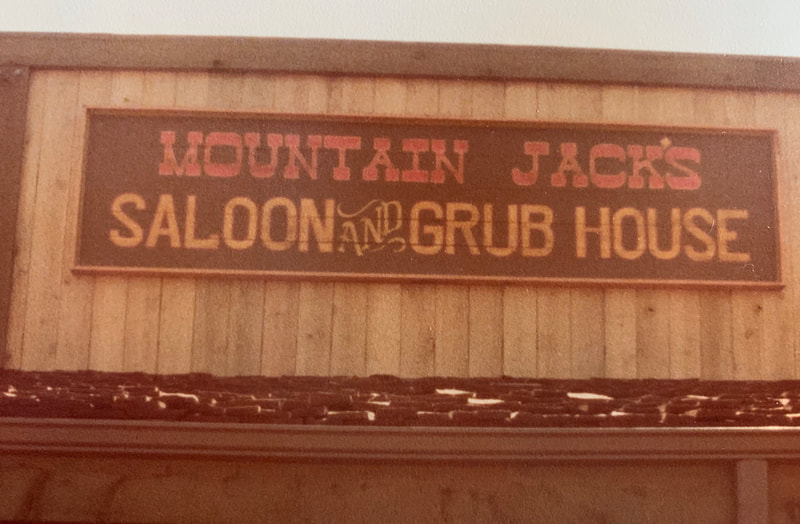 MOUNTAIN JACK'S
SALOON AND GRUB HOUSE